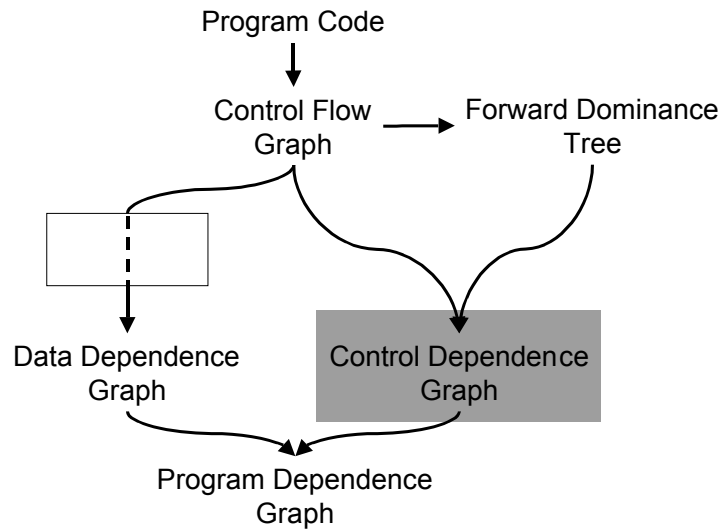 Program Code
Control Flow
Graph
Forward Dominance
Tree
Data Dependence
Graph
Control Dependence
Graph
Program Dependence
Graph